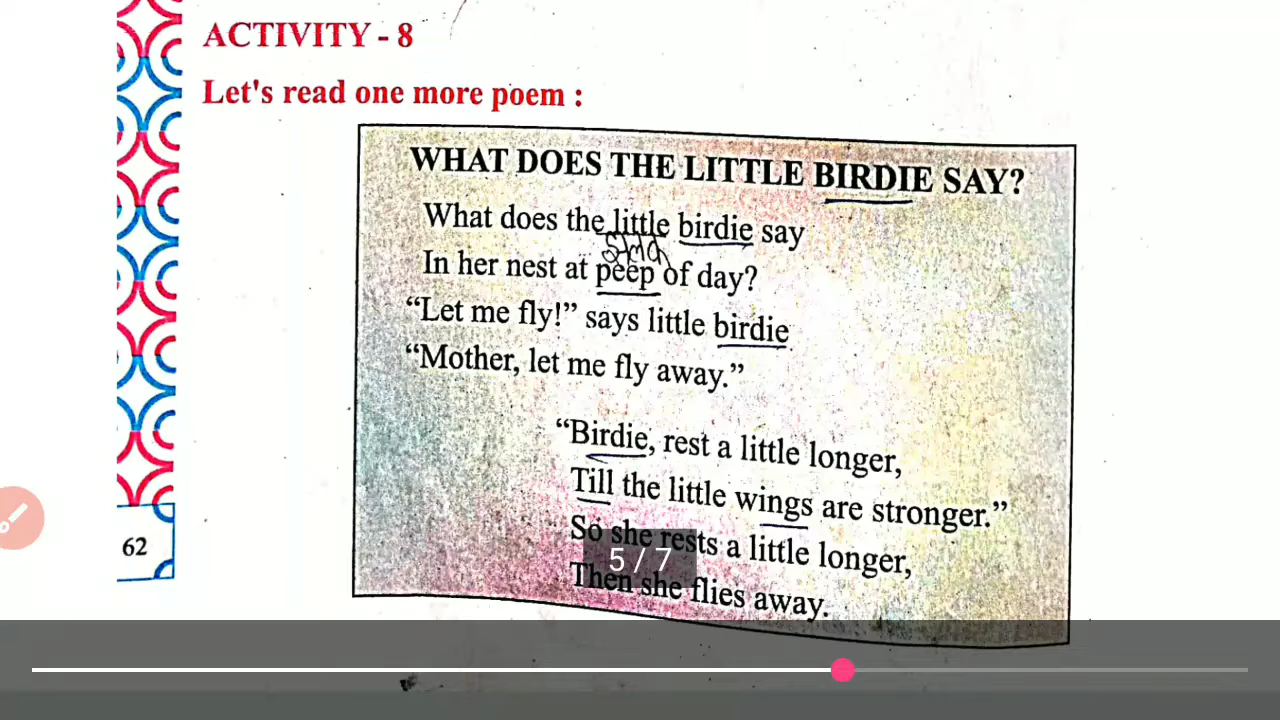 ACTIVITY - 8
Let's read one more poem :
WHAT DOES THE LITTLE BIRDIE SAY?
What does the little birdie say
In her nest at peep of day?
“Let me fly!” says little birdie
“Mother, let me fly away.”
“Birdie, rest a little longer,
Till the little wings are stronger.”
So she rests a little longer,
Then she flies away.
62
5 / 7